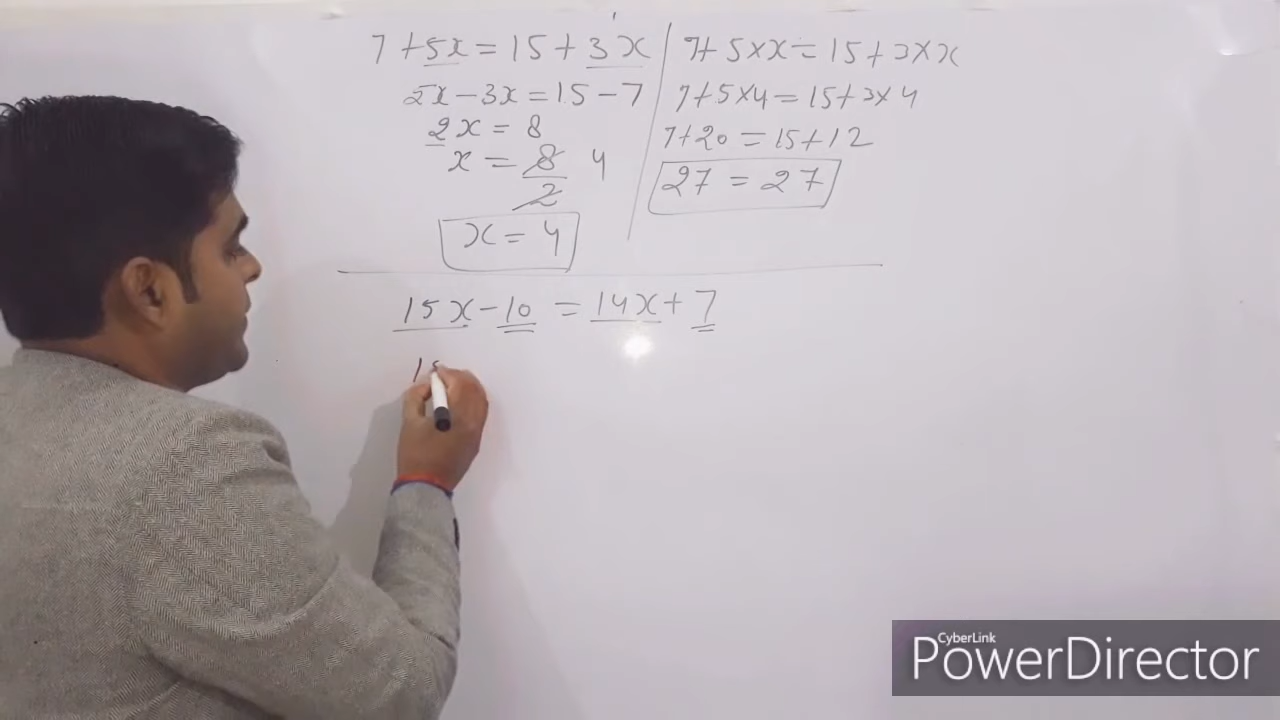 7 + 5x = 15 + 3x
5x - 3x = 15 - 7
2x = 8
x = 8/2 4
x = 4
7 + 5 × x = 15 + 3 × x
7 + 5 × 4 = 15 + 3 × 4
7 + 20 = 15 + 12
27 = 27
15x - 10 = 14x + 7
15
CyberLink
PowerDirector